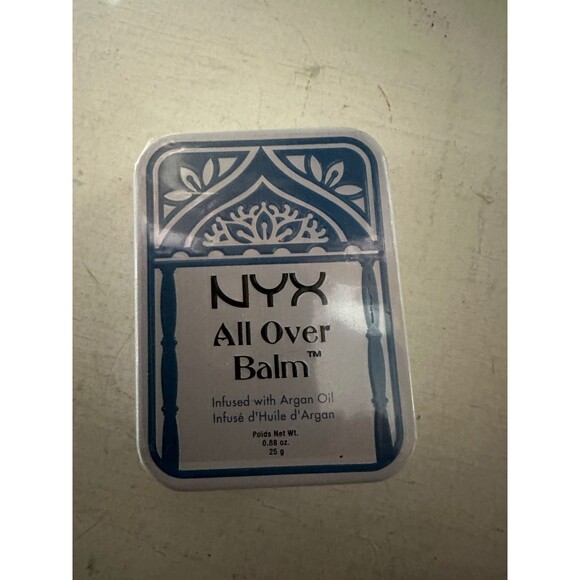 NYX
All Over
Balm™
Infused with Argan Oil
Infusé d'Huile d'Argan
Poids Net Wt.
0.88 oz.
25 g